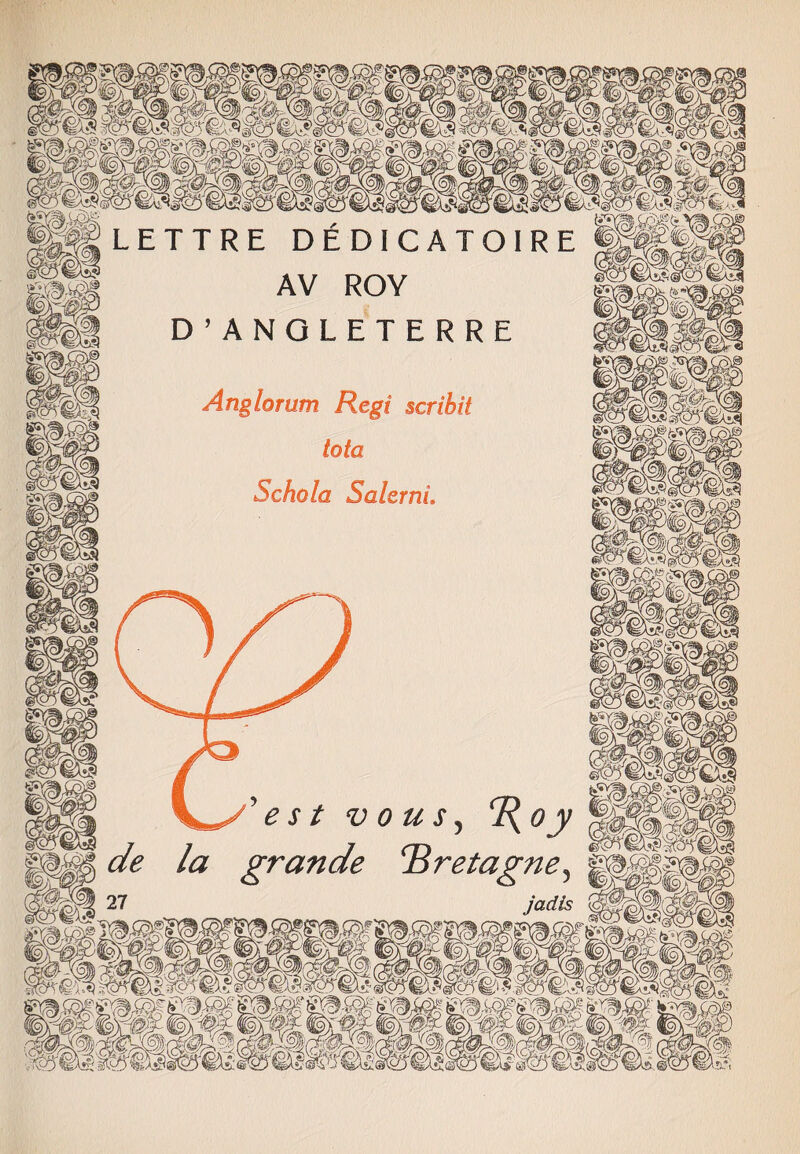 LETTRE DÉDICATOIRE
AV ROY
D'ANGLETERRE
Anglorum Regi scribit
tota
Schola Salerni.
C'est vous, Roy
de la grande Bretagne,
27 jadis